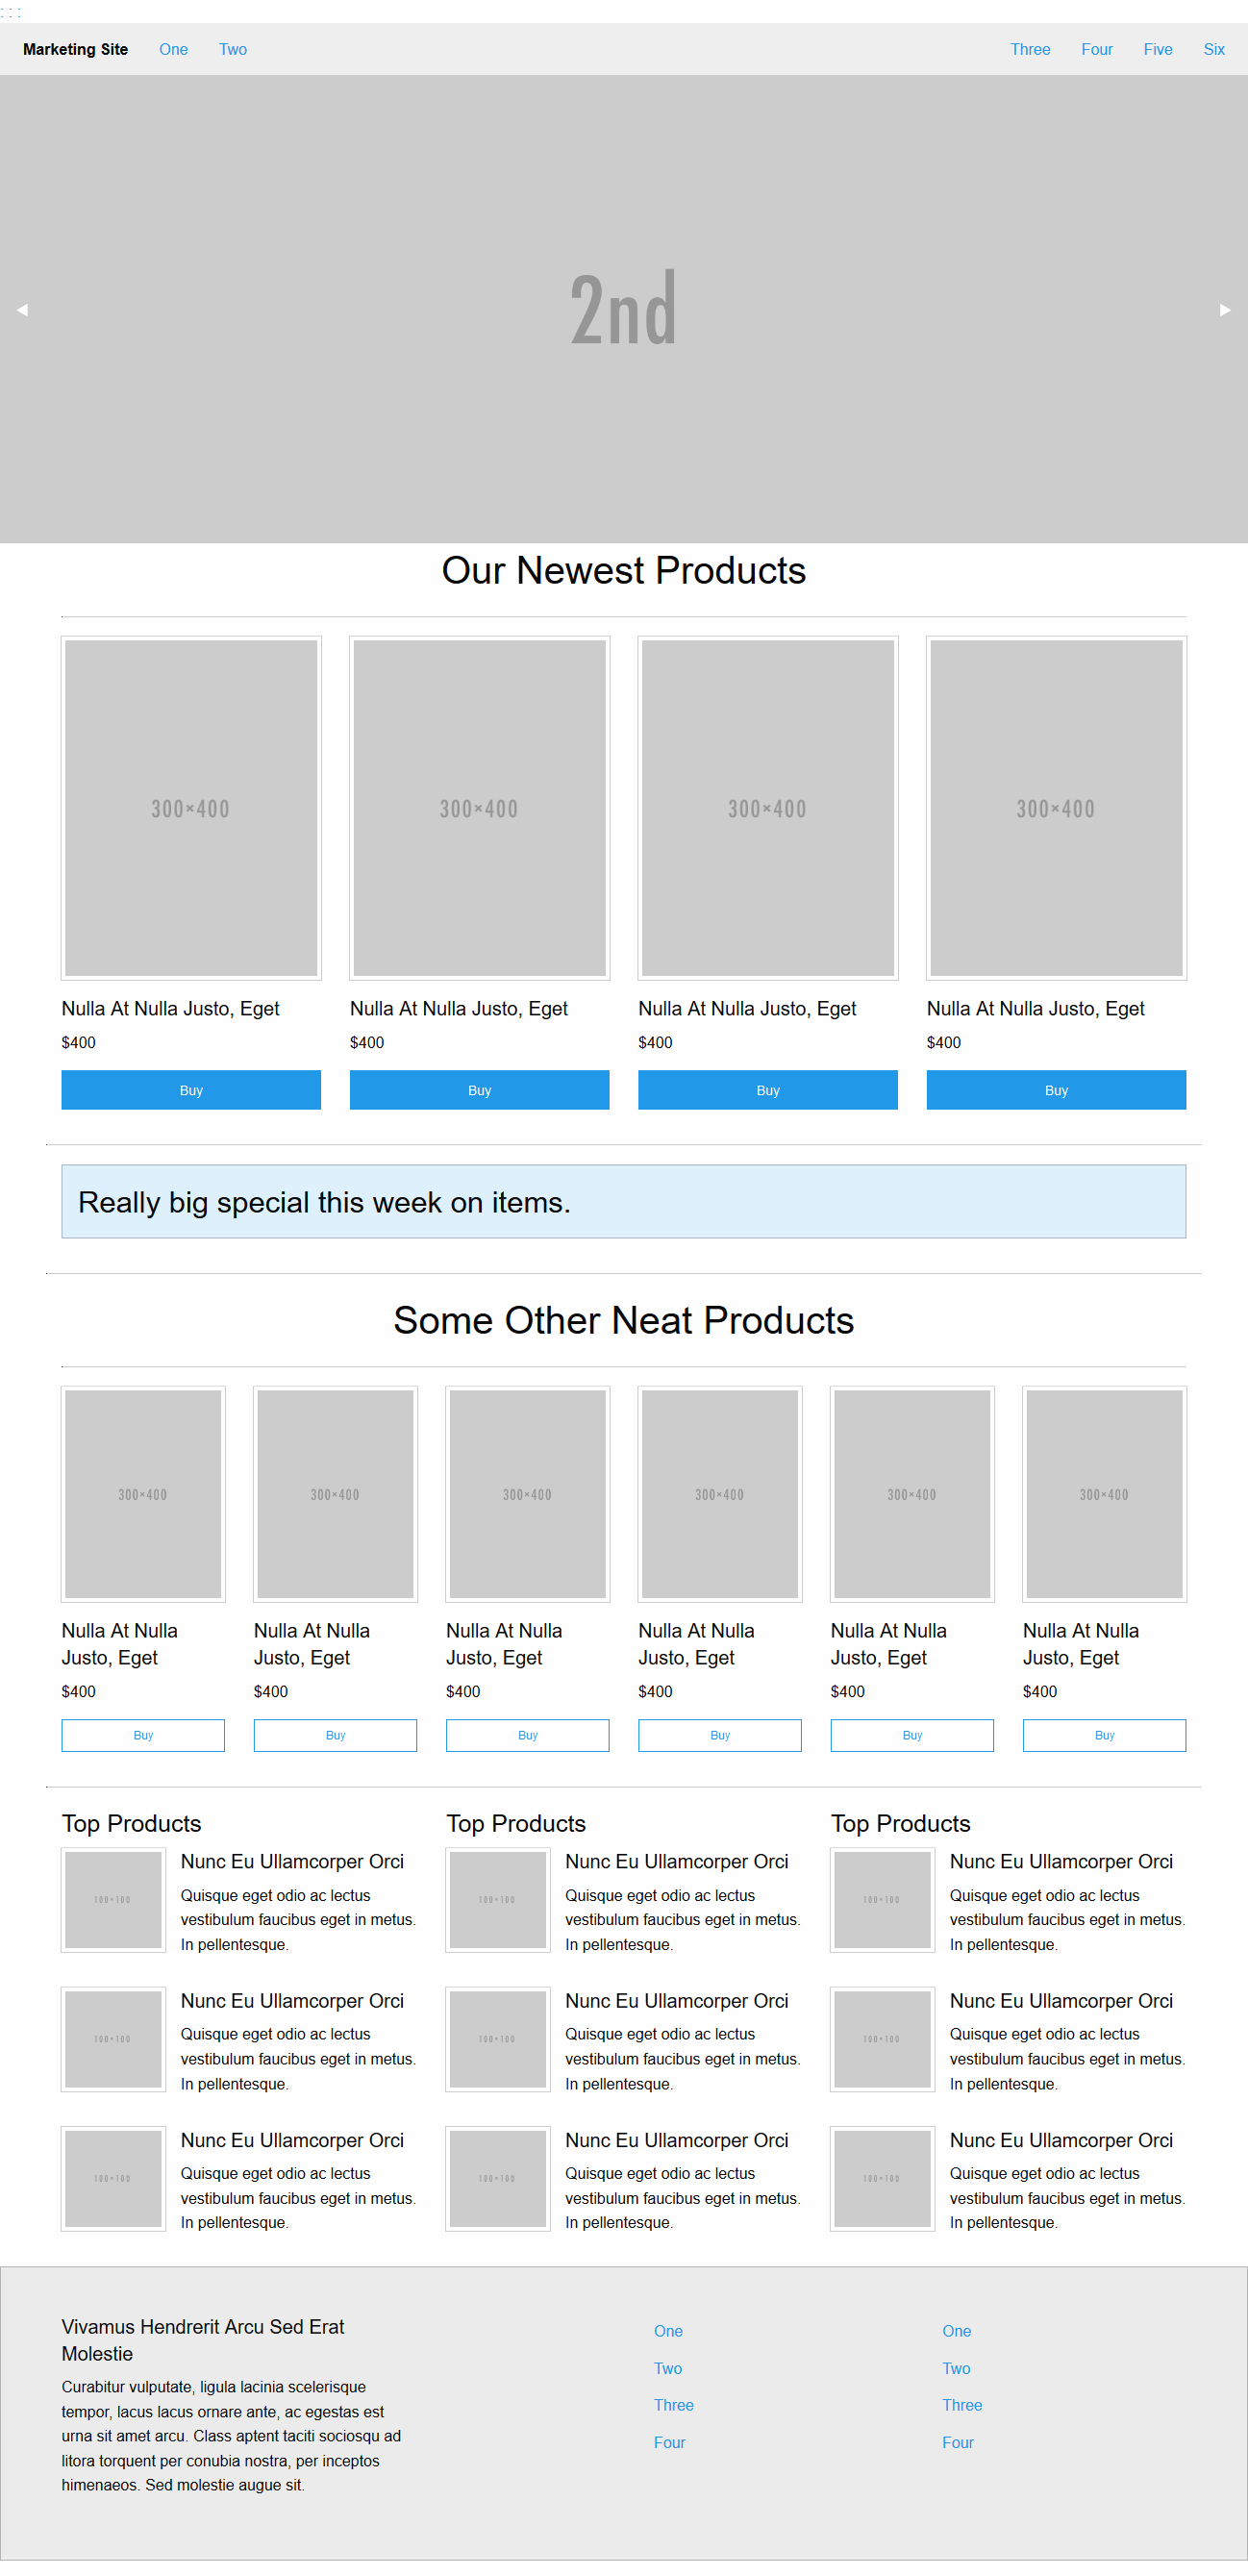 : : :
Marketing Site One Two Three Four Five Six
◀ ▶
2nd
Our Newest Products
300×400 300×400 300×400 300×400
Nulla At Nulla Justo, Eget Nulla At Nulla Justo, Eget Nulla At Nulla Justo, Eget Nulla At Nulla Justo, Eget
$400 $400 $400 $400
Buy Buy Buy Buy
Really big special this week on items.
Some Other Neat Products
300×400 300×400 300×400 300×400 300×400 300×400
Nulla At Nulla Nulla At Nulla Nulla At Nulla Nulla At Nulla Nulla At Nulla Nulla At Nulla
Justo, Eget Justo, Eget Justo, Eget Justo, Eget Justo, Eget Justo, Eget
$400 $400 $400 $400 $400 $400
Buy Buy Buy Buy Buy Buy
Top Products
100×100
Nunc Eu Ullamcorper Orci
Quisque eget odio ac lectus
vestibulum faucibus eget in metus.
In pellentesque.
100×100
Nunc Eu Ullamcorper Orci
Quisque eget odio ac lectus
vestibulum faucibus eget in metus.
In pellentesque.
100×100
Nunc Eu Ullamcorper Orci
Quisque eget odio ac lectus
vestibulum faucibus eget in metus.
In pellentesque.
Top Products
100×100
Nunc Eu Ullamcorper Orci
Quisque eget odio ac lectus
vestibulum faucibus eget in metus.
In pellentesque.
100×100
Nunc Eu Ullamcorper Orci
Quisque eget odio ac lectus
vestibulum faucibus eget in metus.
In pellentesque.
100×100
Nunc Eu Ullamcorper Orci
Quisque eget odio ac lectus
vestibulum faucibus eget in metus.
In pellentesque.
Top Products
100×100
Nunc Eu Ullamcorper Orci
Quisque eget odio ac lectus
vestibulum faucibus eget in metus.
In pellentesque.
100×100
Nunc Eu Ullamcorper Orci
Quisque eget odio ac lectus
vestibulum faucibus eget in metus.
In pellentesque.
100×100
Nunc Eu Ullamcorper Orci
Quisque eget odio ac lectus
vestibulum faucibus eget in metus.
In pellentesque.
Vivamus Hendrerit Arcu Sed Erat
Molestie
Curabitur vulputate, ligula lacinia scelerisque
tempor, lacus lacus ornare ante, ac egestas est
urna sit amet arcu. Class aptent taciti sociosqu ad
litora torquent per conubia nostra, per inceptos
himenaeos. Sed molestie augue sit.
One
Two
Three
Four
One
Two
Three
Four